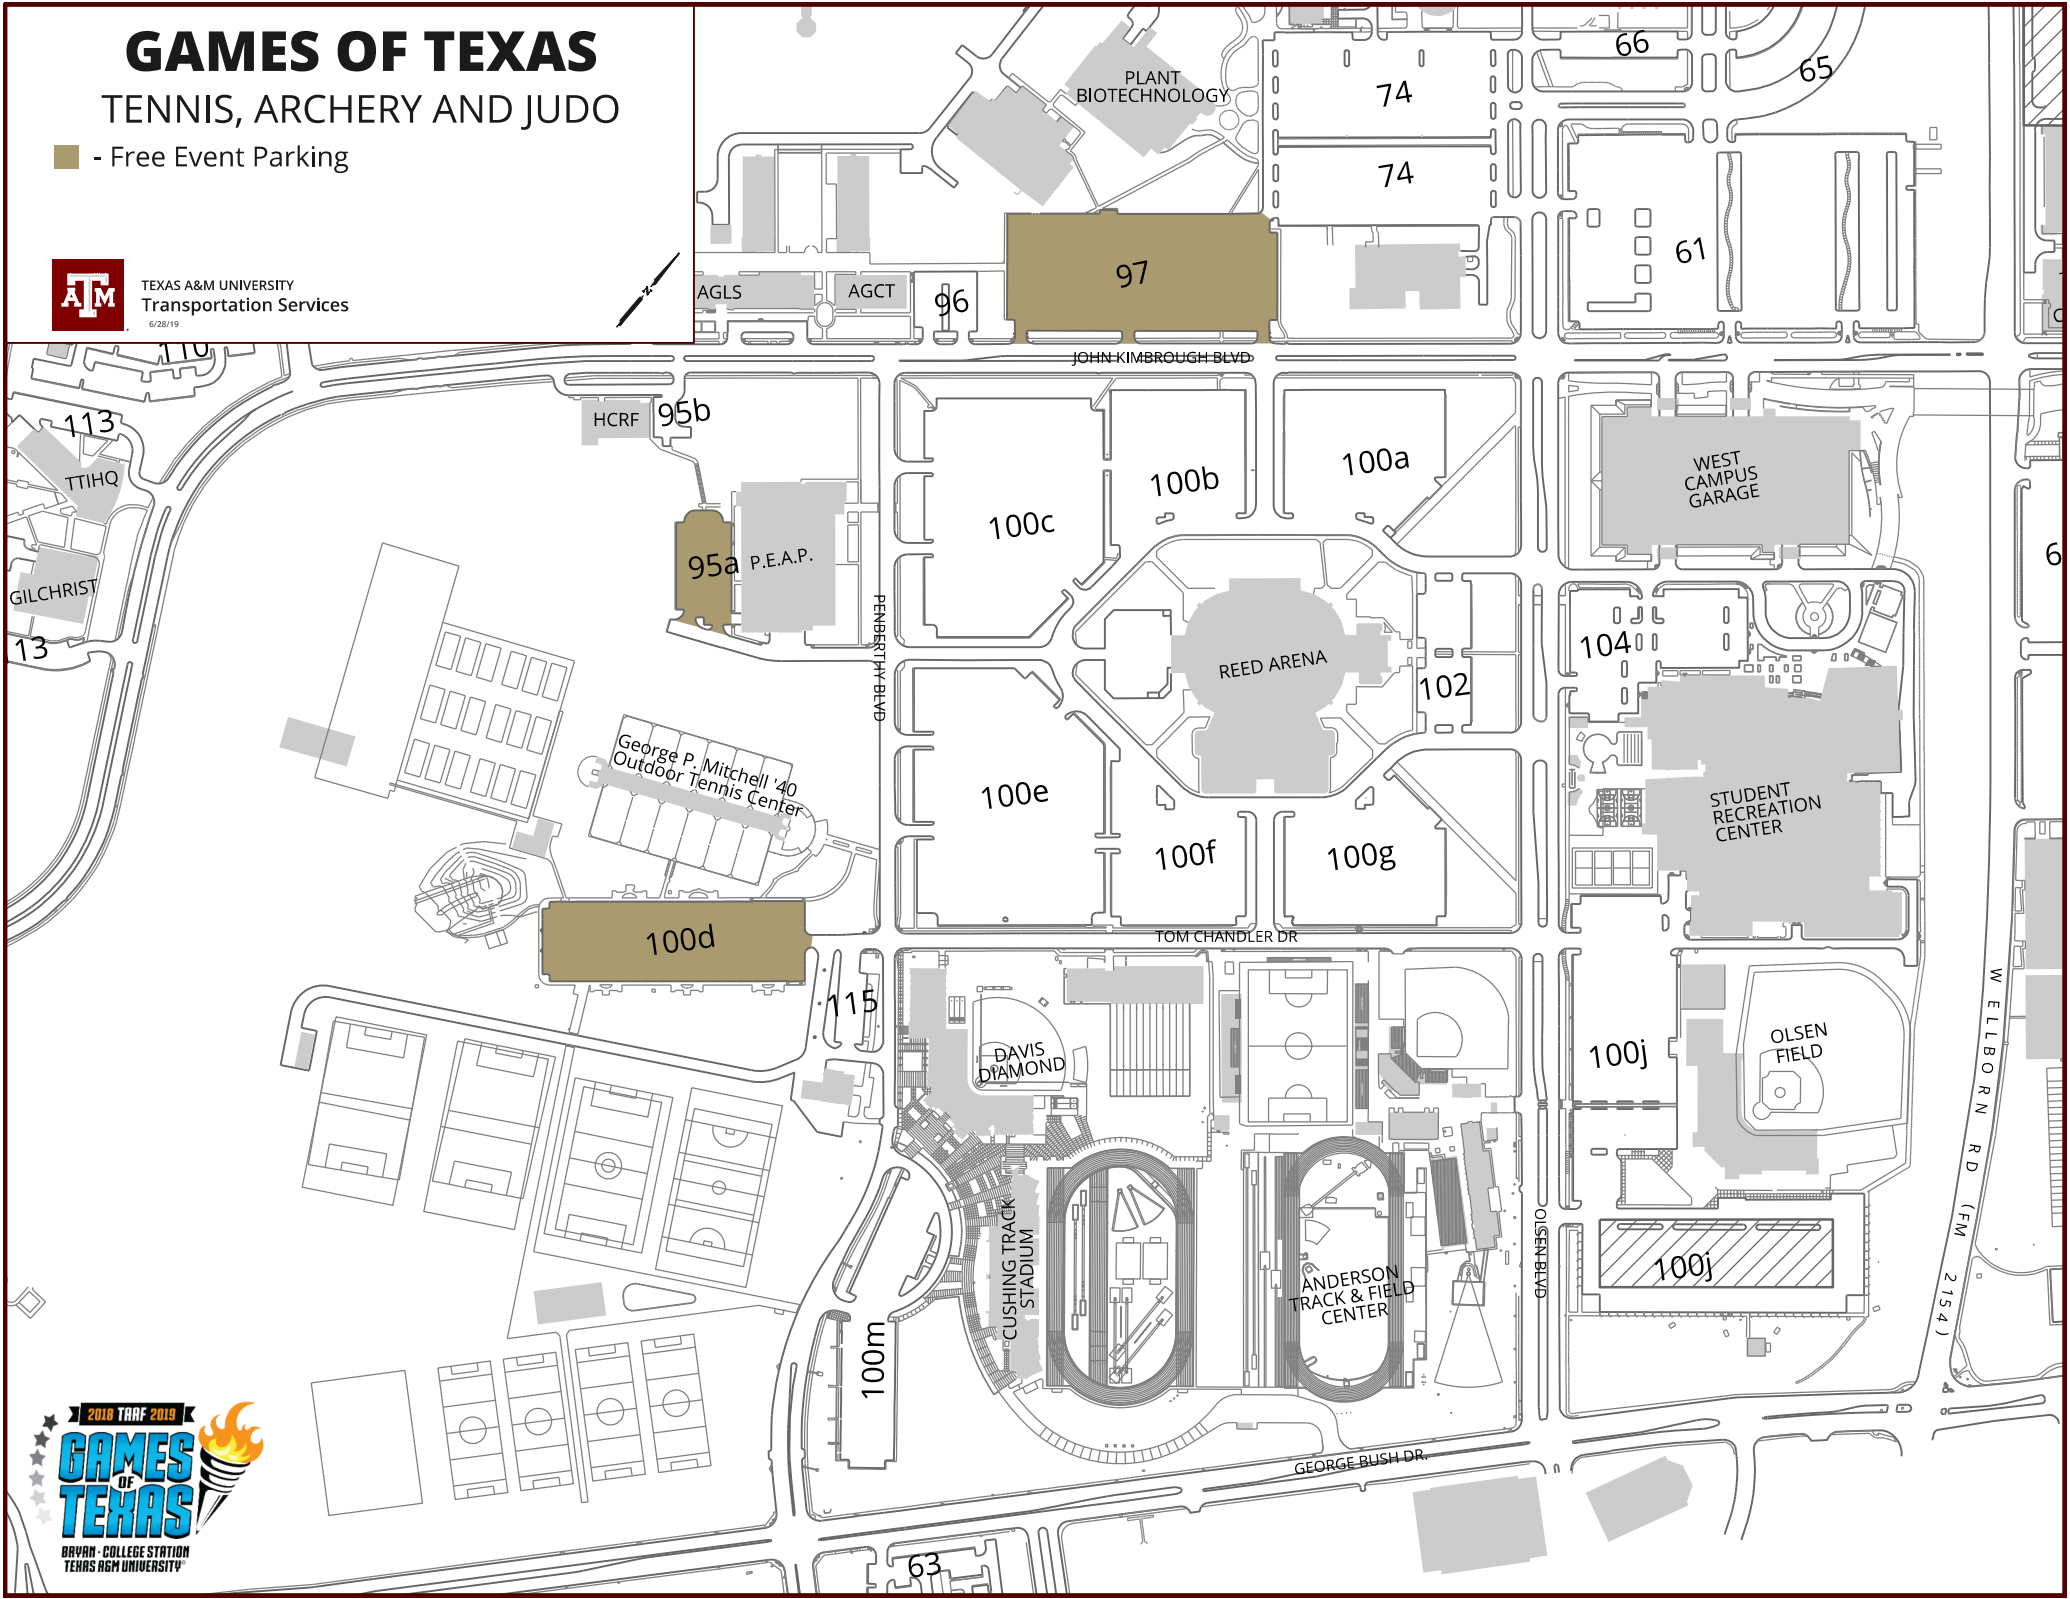 GAMES OF TEXAS
TENNIS, ARCHERY AND JUDO
- Free Event Parking
TEXAS A&M UNIVERSITY
Transportation Services
6/28/19
A T M
N
PLANT
BIOTECHNOLOGY
74
74
66
65
61
97
96
AGLS
AGCT
JOHN KIMBROUGH BLVD
110
113
TTIHQ
GILCHRIST
13
HCRF
95b
95a
P.E.A.P.
PENBERTHY BLVD
100c
100b
100a
WEST
CAMPUS
GARAGE
6
REED ARENA
102
104
George P. Mitchell '40
Outdoor Tennis Center
100e
100f
100g
STUDENT
RECREATION
CENTER
100d
TOM CHANDLER DR
115
DAVIS
DIAMOND
100j
OLSEN
FIELD
WELLBORN RD (FM 2154)
CUSHING TRACK
STADIUM
ANDERSON
TRACK & FIELD
CENTER
OLSEN BLVD
100j
100m
GEORGE BUSH DR.
63
2018 TAAF 2019
GAMES
OF
TEXAS
BRYAN · COLLEGE STATION
TEXAS A&M UNIVERSITY